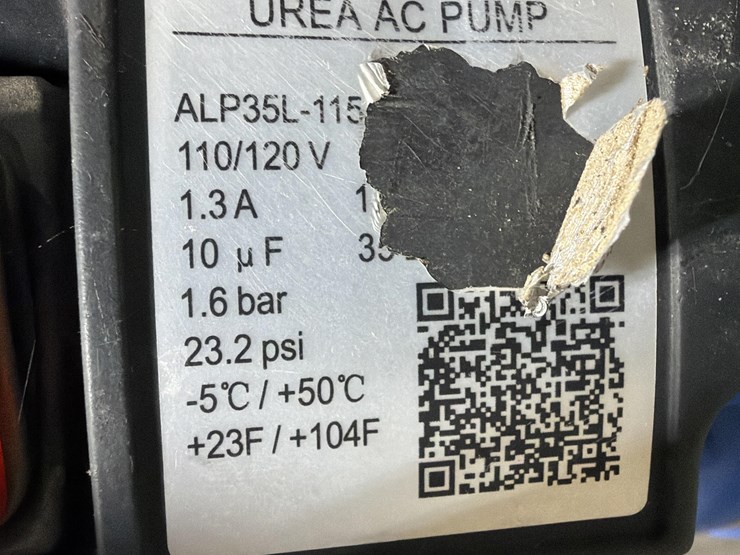 UREA AC PUMP
ALP35L-115
110/120 V
1.3 A
10 μF
1.6 bar
23.2 psi
-5°C / +50°C
+23F / +104F